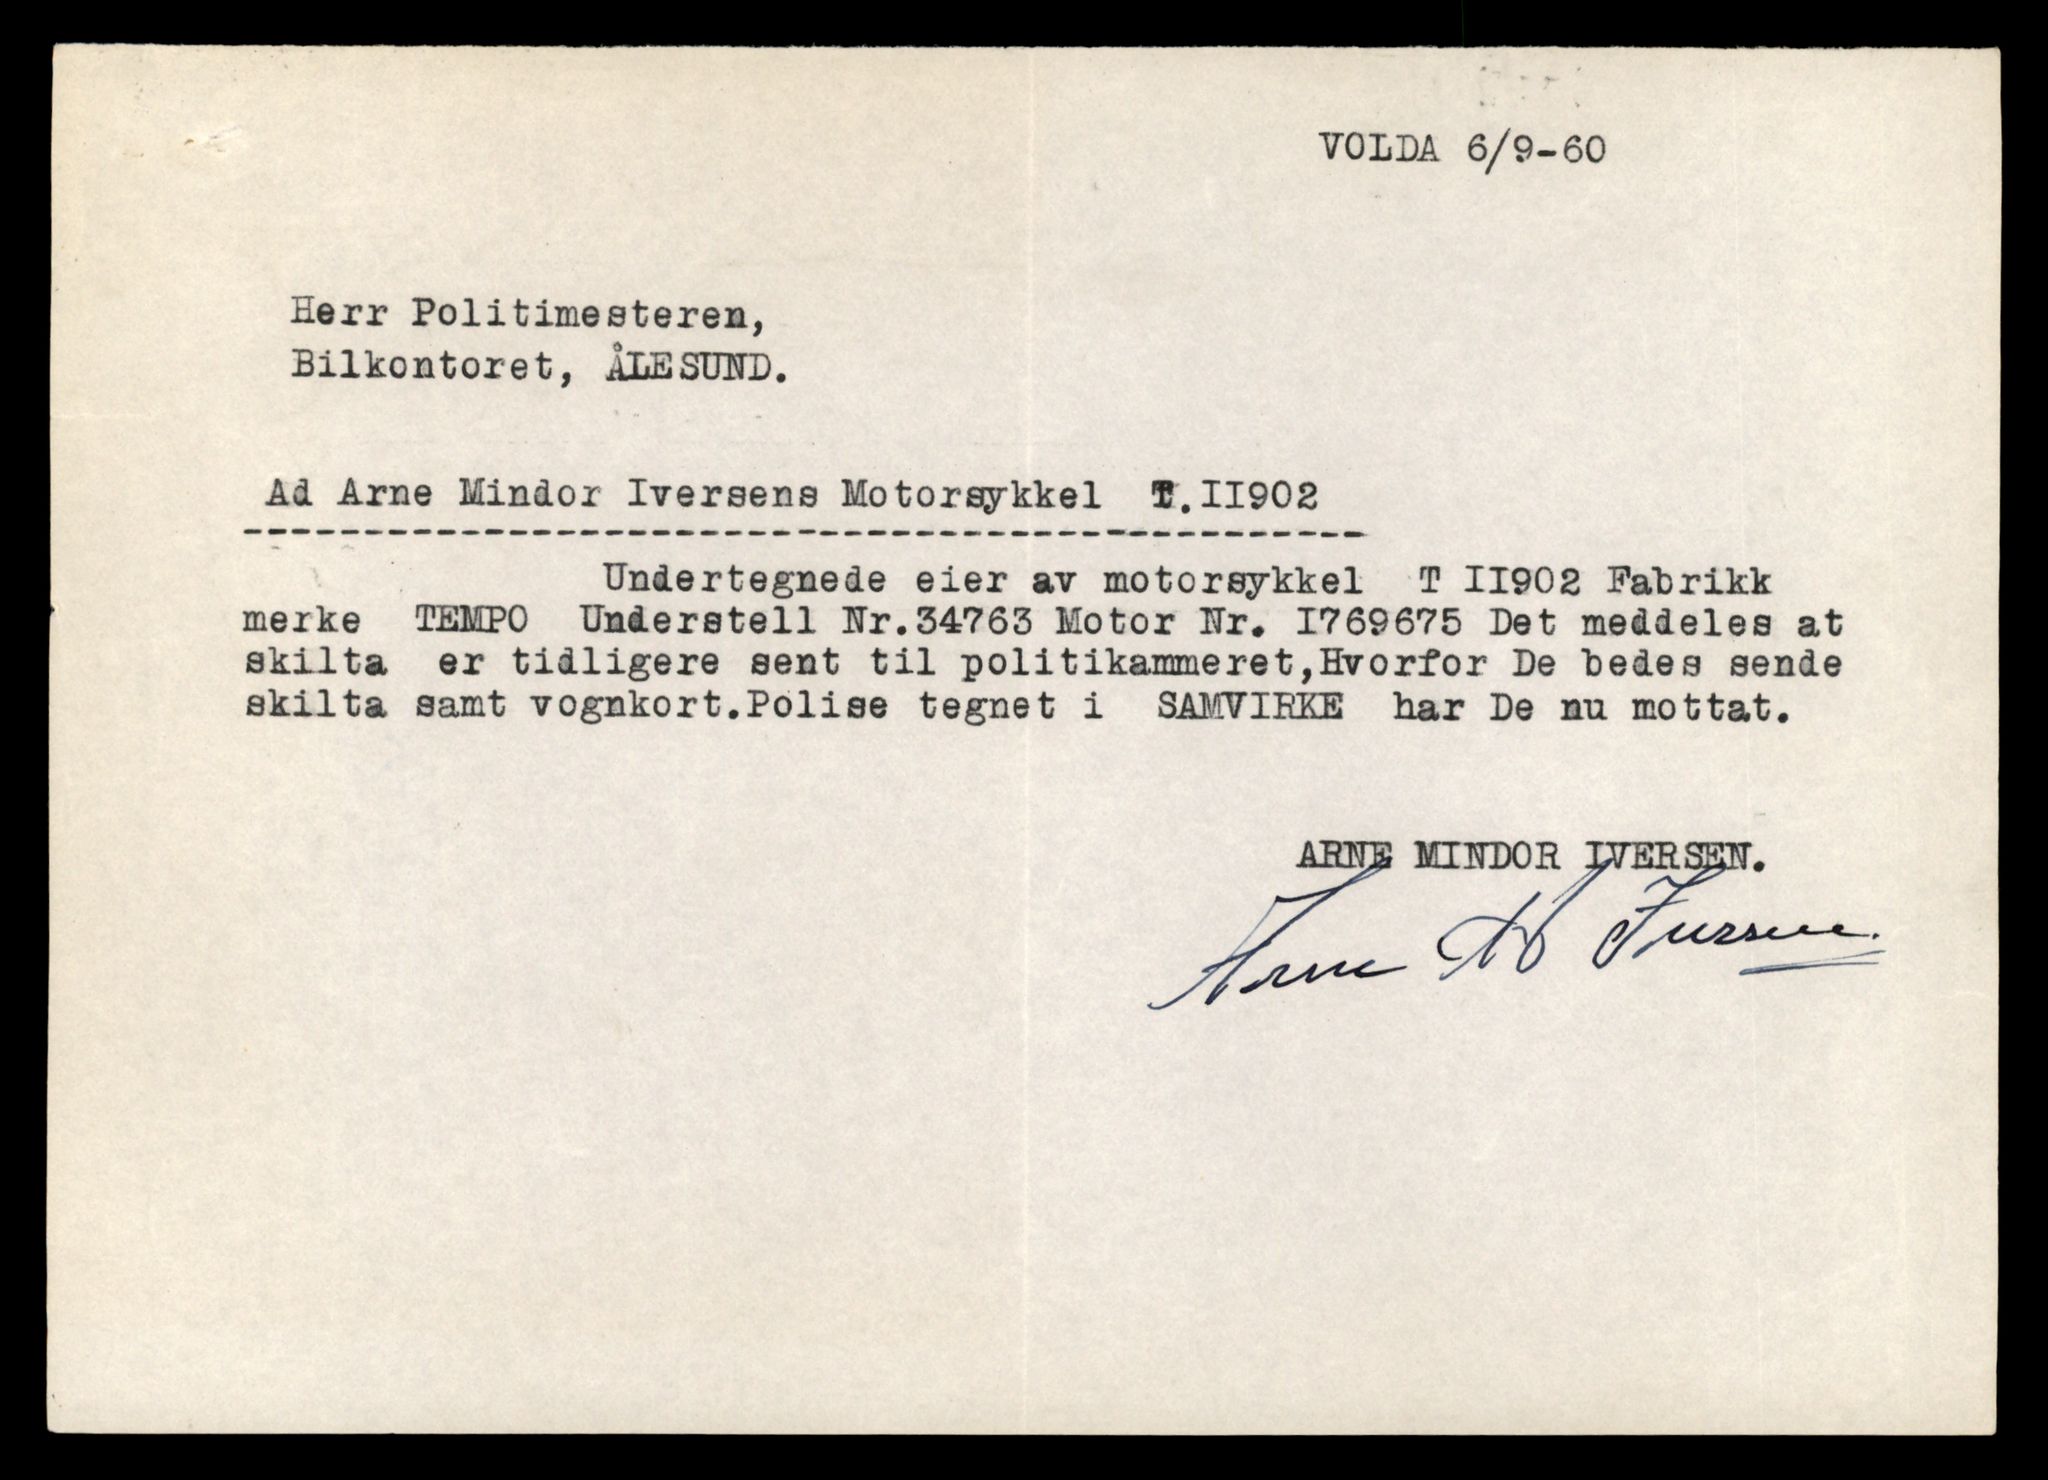 VOLDA 6/9-60
Herr Politimesteren,
Bilkontoret, ÅLESUND.
Ad Arne Mindor Iversens Motorsykkel T.II902
-----------------------------------------------
Undertegnede eier av motorsykkel T II902 Fabrikk
merke TEMPO Understell Nr.34763 Motor Nr. I769675 Det meddeles at
skilta er tidligere sent til politikammeret,Hvorfor De bedes sende
skilta samt vognkort.Polise tegnet i SAMVIRKE har De nu mottat.
ARNE MINDOR IVERSEN.
Arne M Iversen.